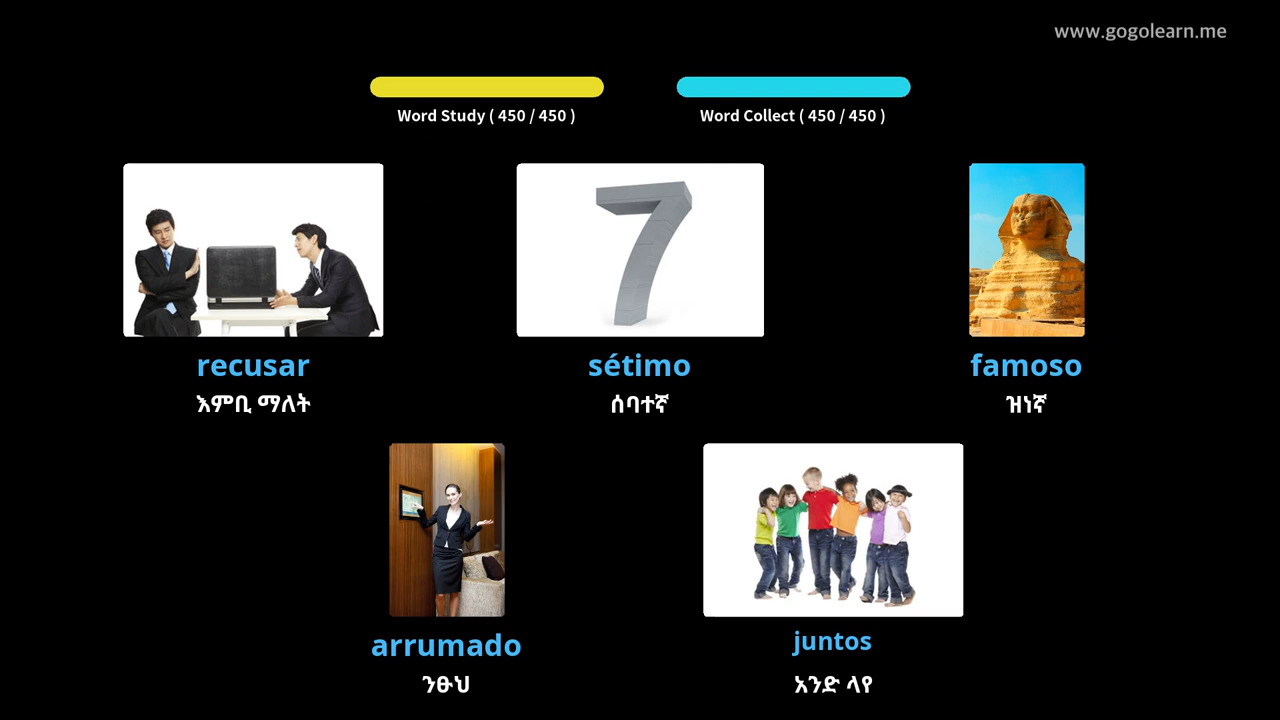 www.gogolearn.me
Word Study ( 450 / 450 )
Word Collect ( 450 / 450 )
recusar
sétimo
famoso
እምቢ ማለት
ሰባተኛ
ዝነኛ
arrumado
juntos
ንፁህ
አንድ ላየ